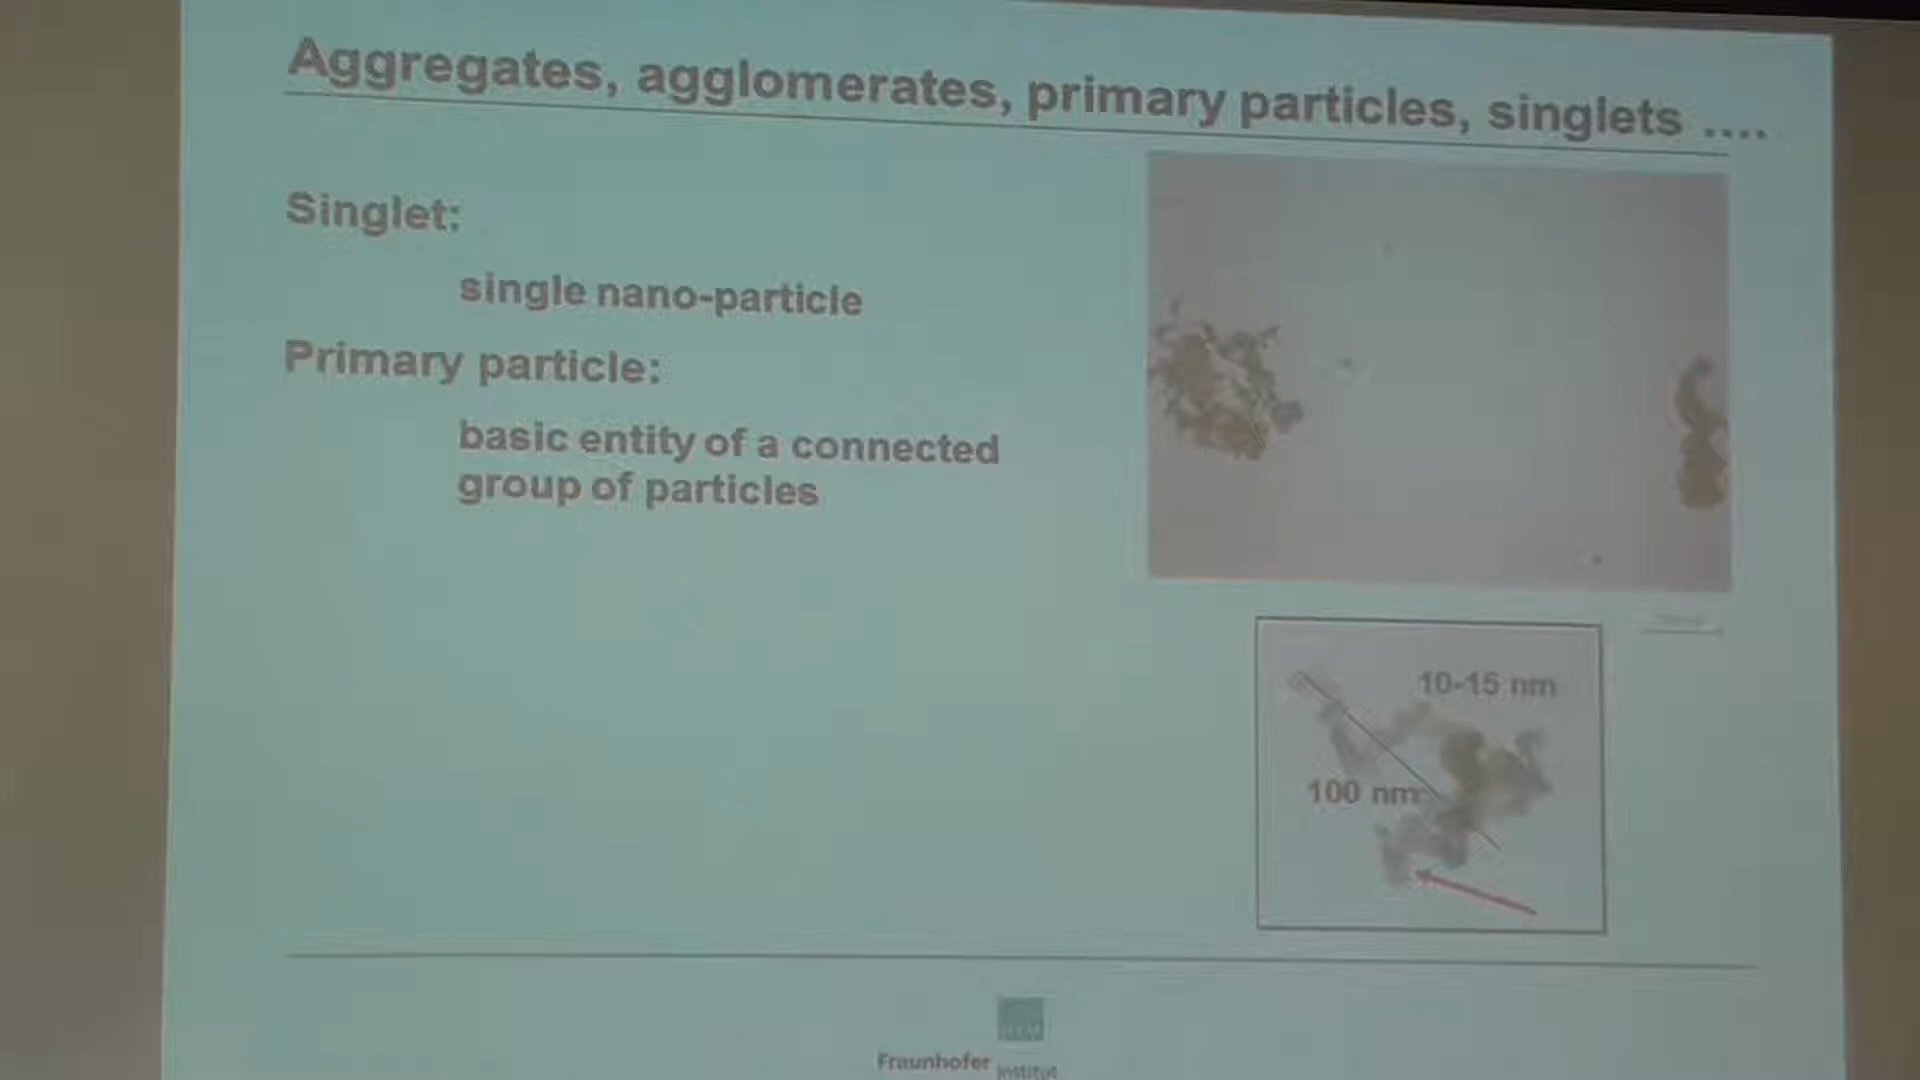 Aggregates, agglomerates, primary particles, singlets ....
Singlet:
single nano-particle
Primary particle:
basic entity of a connected
group of particles
10-15 nm
100 nm
Fraunhofer
Institut